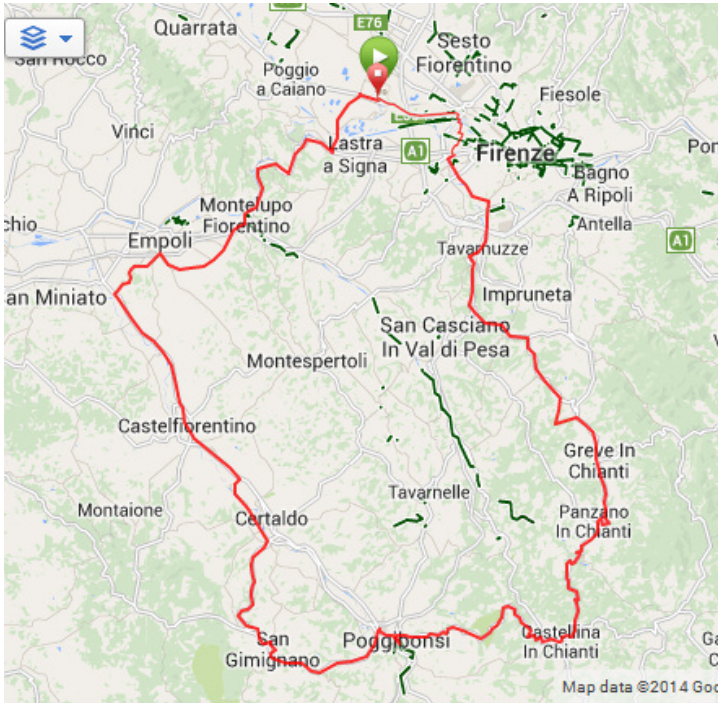 Quarrata
E76
Sesto
Fiorentino
San Rocco
Poggio
a Caiano
Fiesole
Vinci
Lastra
a Signa
A1
Firenze
Bagno
A Ripoli
Montelupo
Fiorentino
Antella
Empoli
A1
Tavarnuzze
an Miniato
Impruneta
San Casciano
In Val di Pesa
Montespertoli
Castelfiorentino
Greve In
Chianti
Tavarnelle
Montaione
Certaldo
Panzano
In Chianti
San
Gimignano
Poggibonsi
Castellina
In Chianti
Map data ©2014 Goo